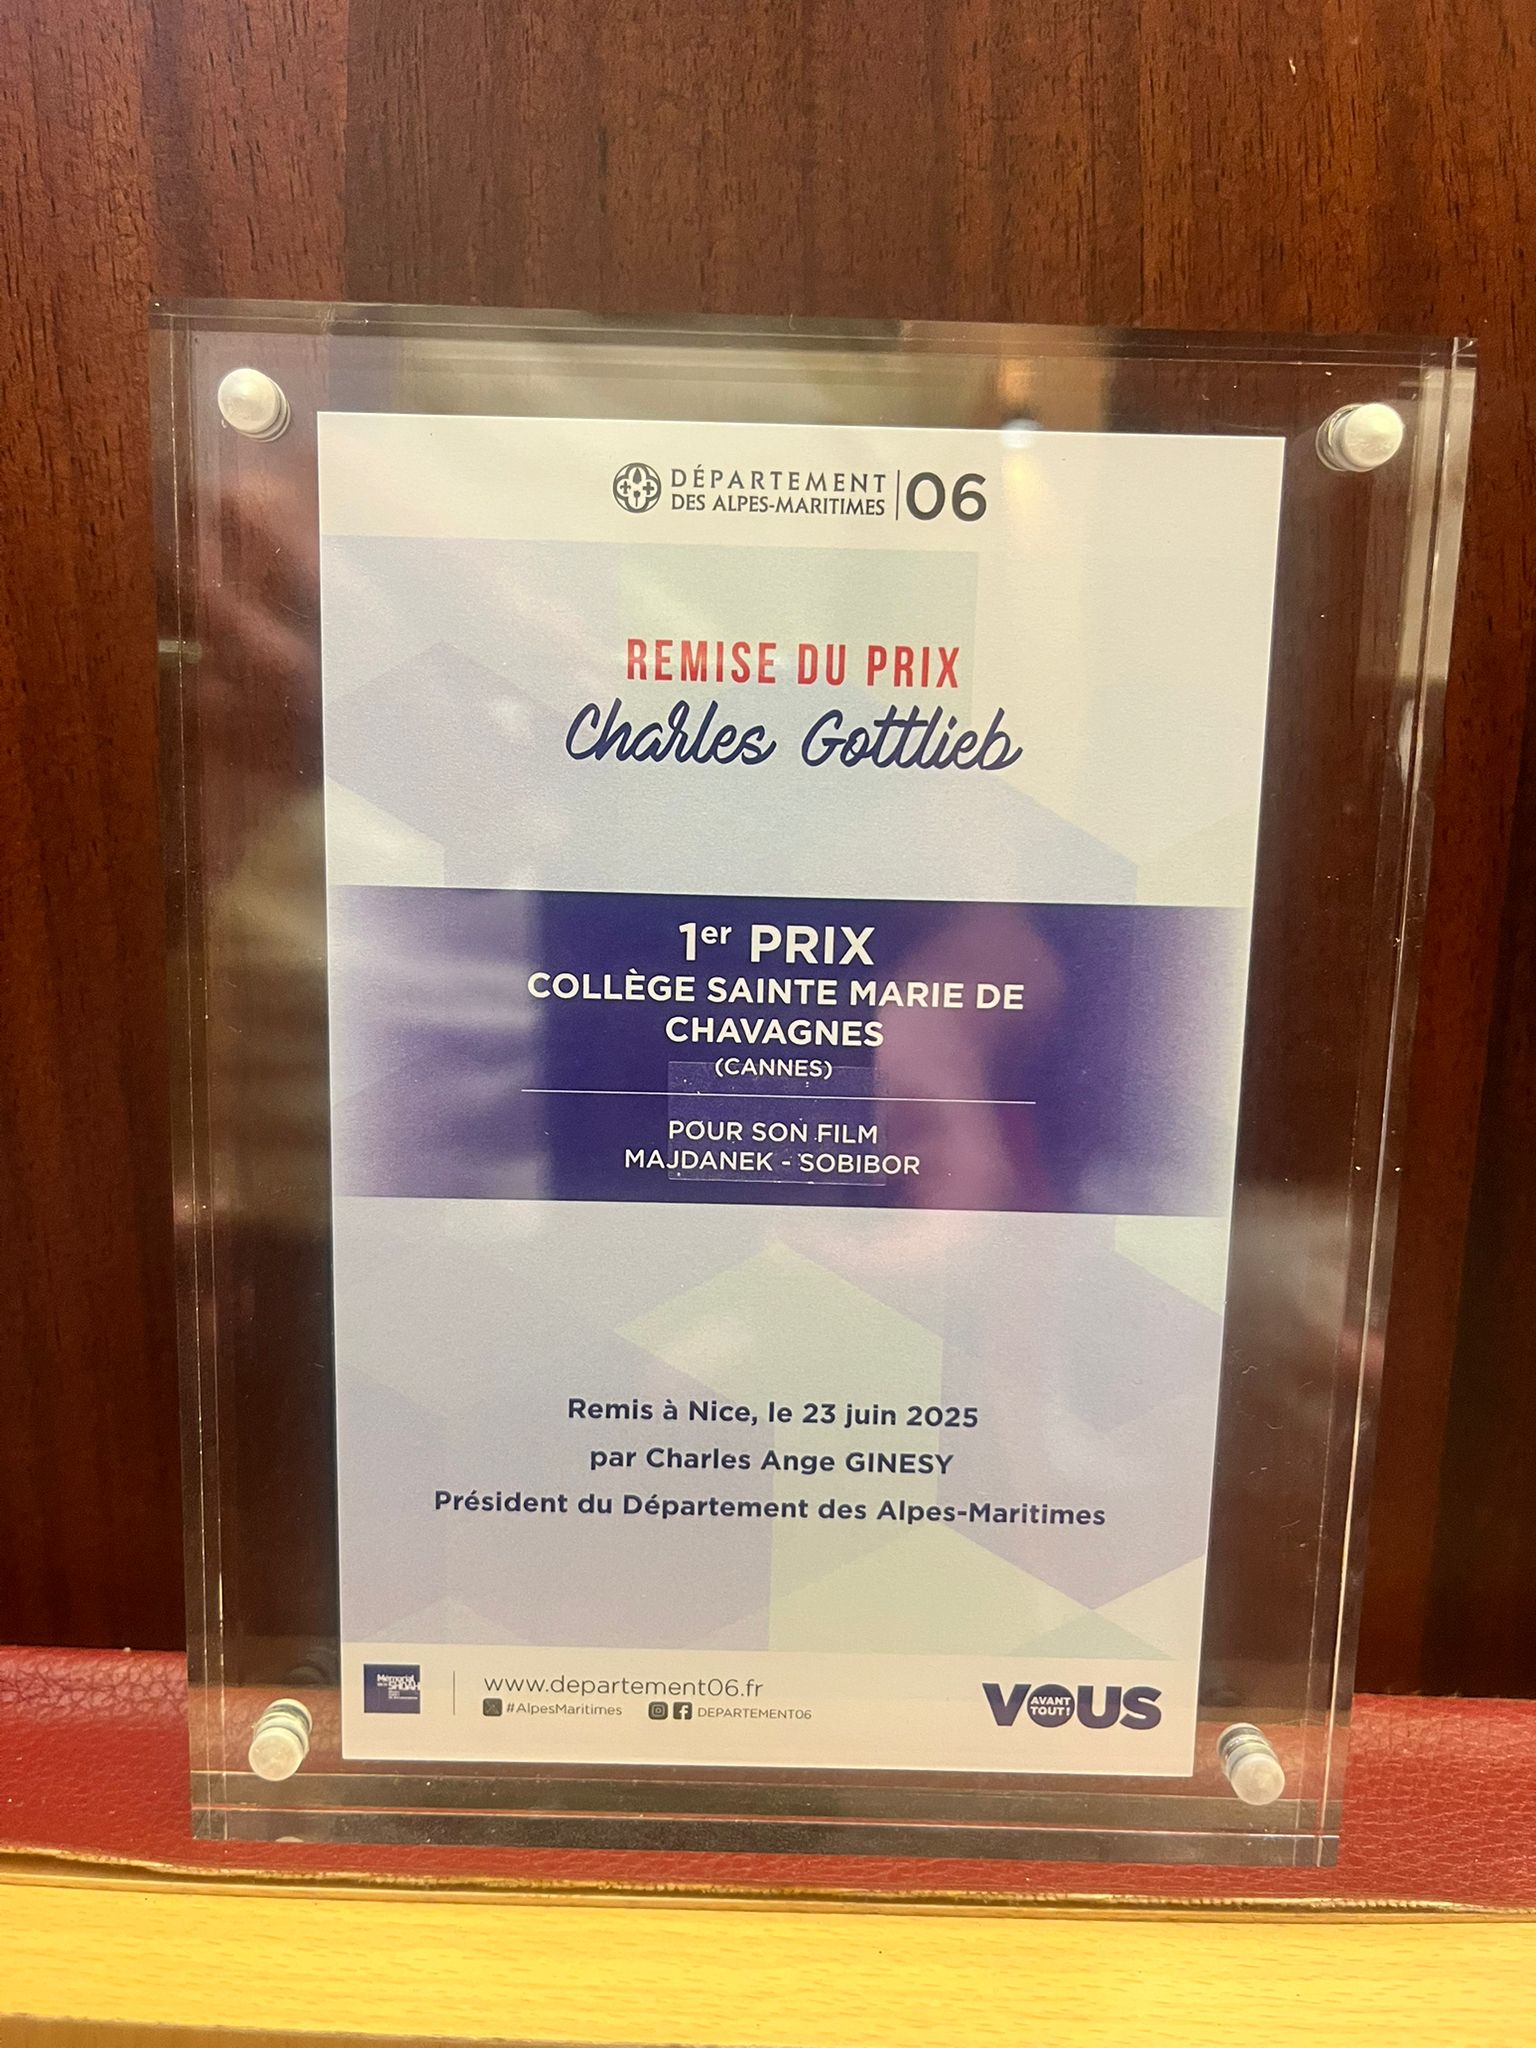 DÉPARTEMENT
DES ALPES-MARITIMES
06
REMISE DU PRIX
Charles Gottlieb
1er PRIX
COLLÈGE SAINTE MARIE DE
CHAVAGNES
(CANNES)
POUR SON FILM
MAJDANEK - SOBIBOR
Remis à Nice, le 23 juin 2025
par Charles Ange GINESY
Président du Département des Alpes-Maritimes
Mémorial
SHOAH
www.departement06.fr
#AlpesMaritimes
DEPARTEMENT06
VOUS
AVANT
TOUT!